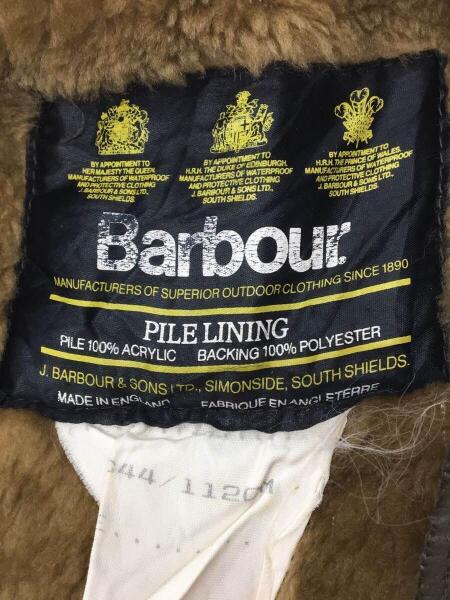 BY APPOINTMENT TO
HER MAJESTY THE QUEEN.
MANUFACTURERS OF WATERPROOF
AND PROTECTIVE CLOTHING
J. BARBOUR & SONS LTD.,
SOUTH SHIELDS.
BY APPOINTMENT TO
H.R.H. THE DUKE OF EDINBURGH.
MANUFACTURERS OF WATERPROOF
AND PROTECTIVE CLOTHING
J. BARBOUR & SONS LTD.,
SOUTH SHIELDS.
BY APPOINTMENT TO
H.R.H. THE PRINCE OF WALES.
MANUFACTURERS OF WATERPROOF
AND PROTECTIVE CLOTHING
J. BARBOUR & SONS LTD.,
SOUTH SHIELDS.
Barbour
MANUFACTURERS OF SUPERIOR OUTDOOR CLOTHING SINCE 1890
PILE LINING
PILE 100% ACRYLIC BACKING 100% POLYESTER
J. BARBOUR & SONS LTD., SIMONSIDE, SOUTH SHIELDS.
MADE IN ENGLAND FABRIQUE EN ANGLETERRE
44/112CM